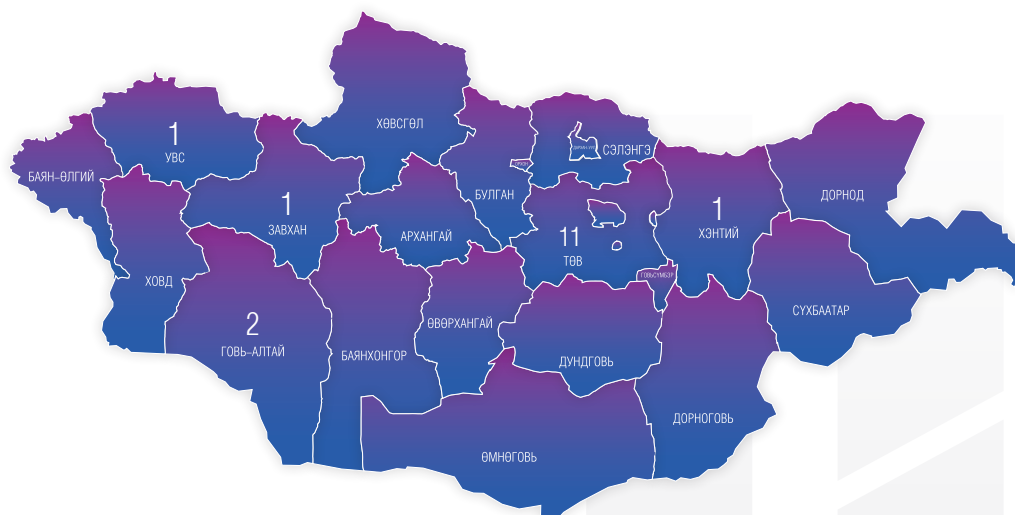 ХӨВСГӨЛ
1
УВС
БАЯН-ӨЛГИЙ
СЭЛЭНГЭ
БУЛГАН
ДОРНОД
1
ЗАВХАН
АРХАНГАЙ
11
ТӨВ
1
ХЭНТИЙ
ХОВД
ГОВЬСҮМБЭР
СҮХБААТАР
2
ГОВЬ-АЛТАЙ
ӨВӨРХАНГАЙ
БАЯНХОНГОР
ДУНДГОВЬ
ДОРНОГОВЬ
ӨМНӨГОВЬ